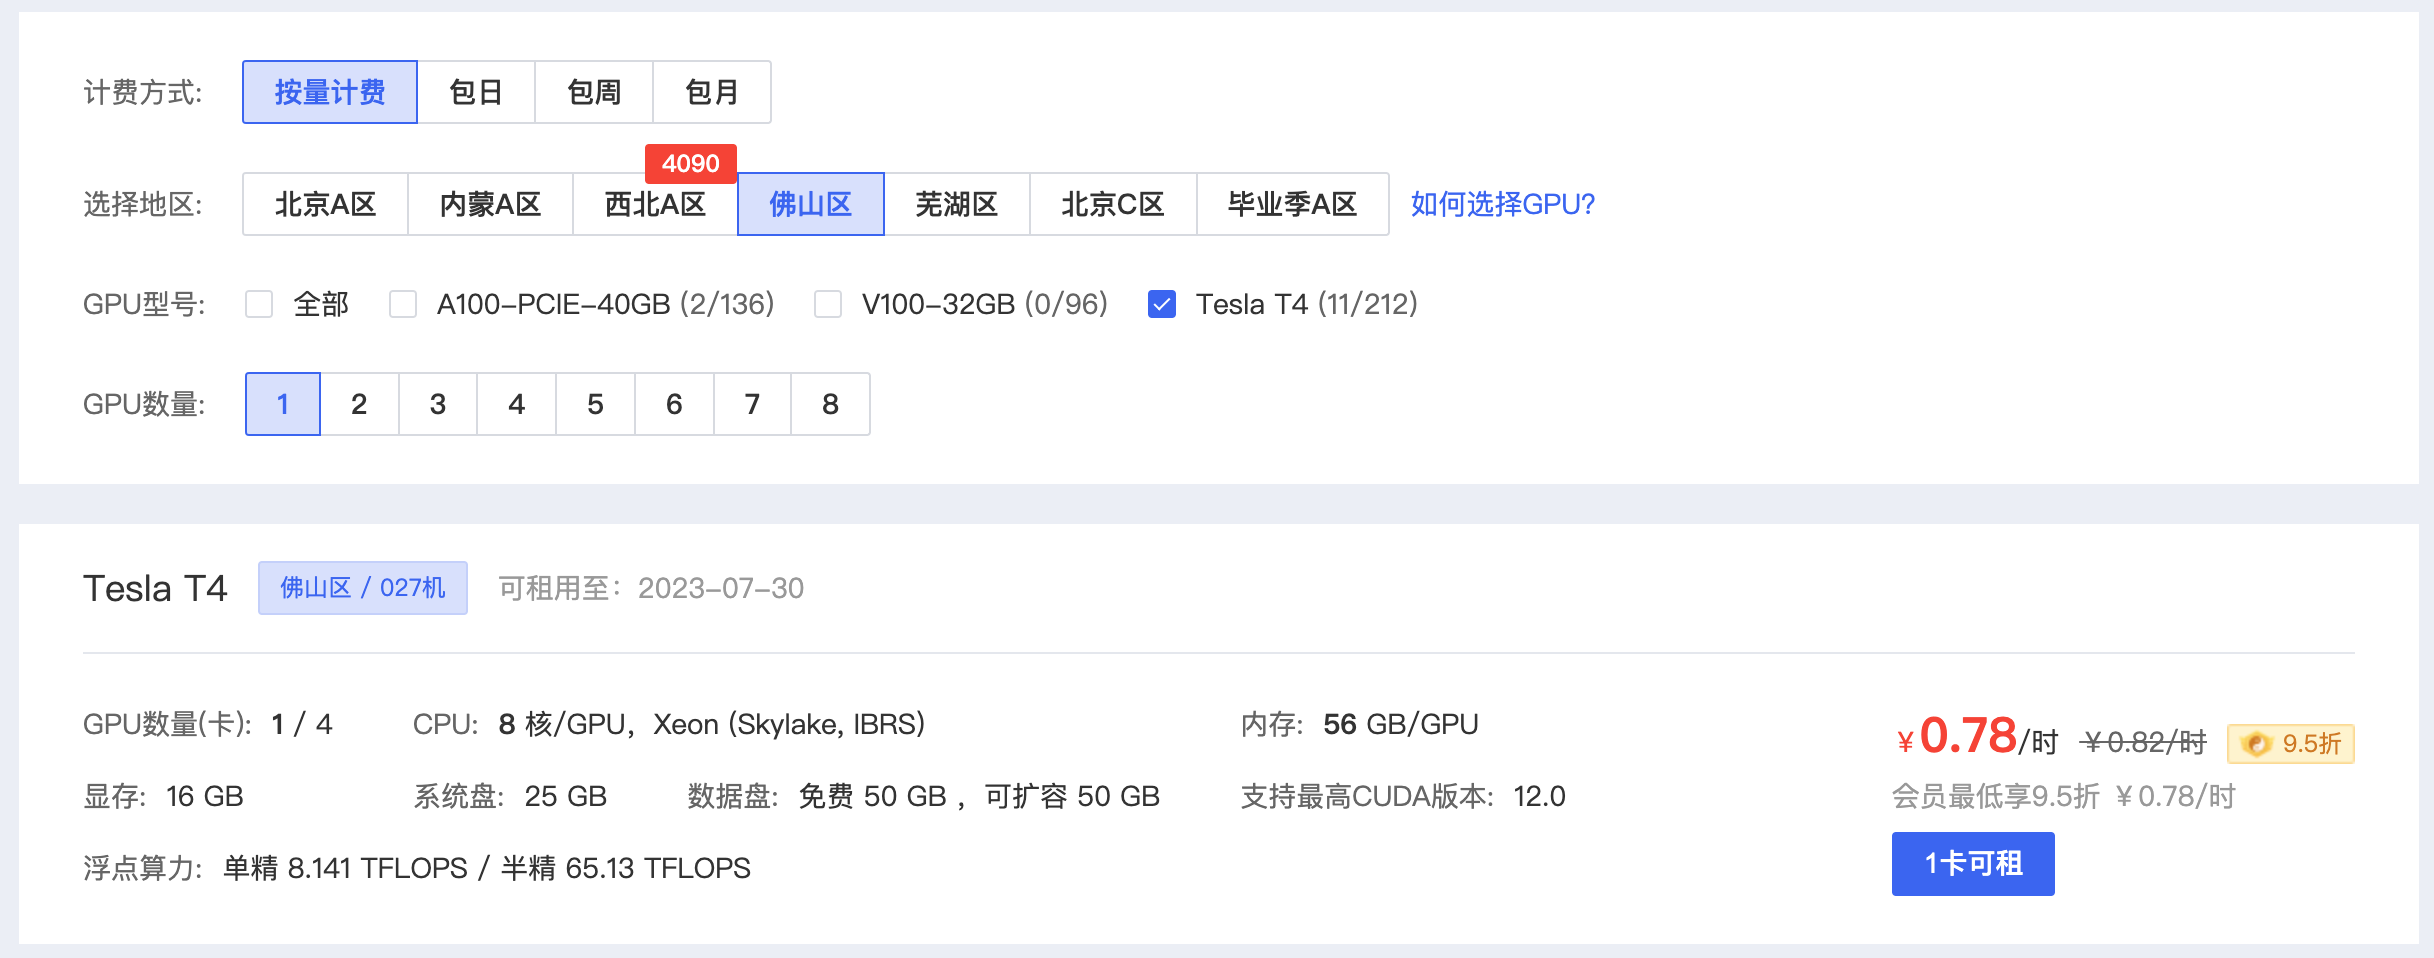 计费方式: 按量计费 包日 包周 包月
4090
选择地区: 北京A区 内蒙A区 西北A区 佛山区 芜湖区 北京C区 毕业季A区 如何选择GPU?
GPU型号: 全部 A100-PCIE-40GB (2/136) V100-32GB (0/96) Tesla T4 (11/212)
GPU数量: 1 2 3 4 5 6 7 8
Tesla T4 佛山区 / 027机 可租用至: 2023-07-30
GPU数量(卡): 1 / 4 CPU: 8 核/GPU, Xeon (Skylake, IBRS) 内存: 56 GB/GPU
¥0.78/时 ¥0.82/时 9.5折
显存: 16 GB 系统盘: 25 GB 数据盘: 免费 50 GB , 可扩容 50 GB 支持最高CUDA版本: 12.0
会员最低享9.5折 ¥0.78/时
浮点算力: 单精 8.141 TFLOPS / 半精 65.13 TFLOPS
1卡可租